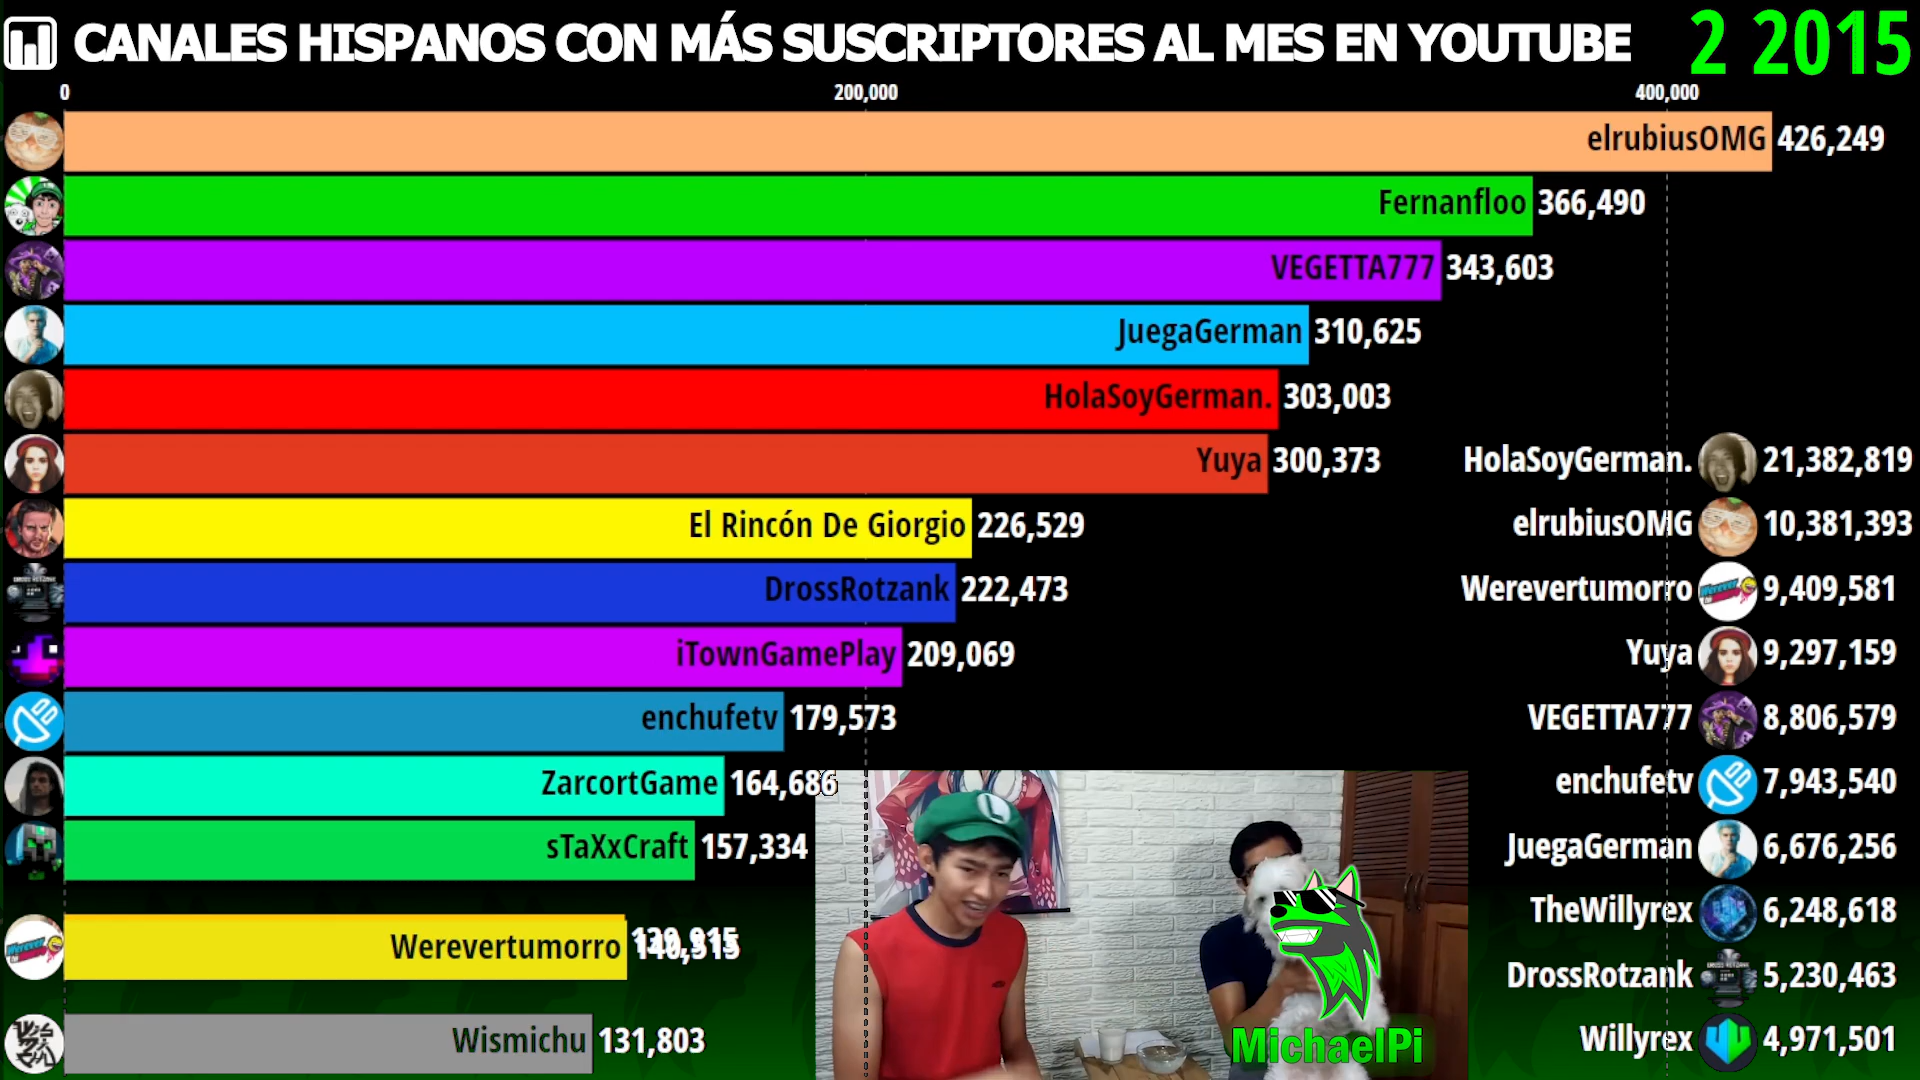 CANALES HISPANOS CON MÁS SUSCRIPTORES AL MES EN YOUTUBE 2 2015
0 200,000 400,000
elrubiusOMG 426,249
Fernanfloo 366,490
VEGETTA777 343,603
JuegaGerman 310,625
HolaSoyGerman. 303,003
Yuya 300,373
HolaSoyGerman. 21,382,819
El Rincón De Giorgio 226,529
elrubiusOMG 10,381,393
DrossRotzank 222,473
Werevertumorro 9,409,581
iTownGamePlay 209,069
Yuya 9,297,159
enchufetv 179,573
VEGETTA777 8,806,579
ZarcortGame 164,686
enchufetv 7,943,540
sTaXxCraft 157,334
JuegaGerman 6,676,256
TheWillyrex 6,248,618
Werevertumorro
DrossRotzank 5,230,463
Wismichu 131,803
Willyrex 4,971,501
L
MichaelPi